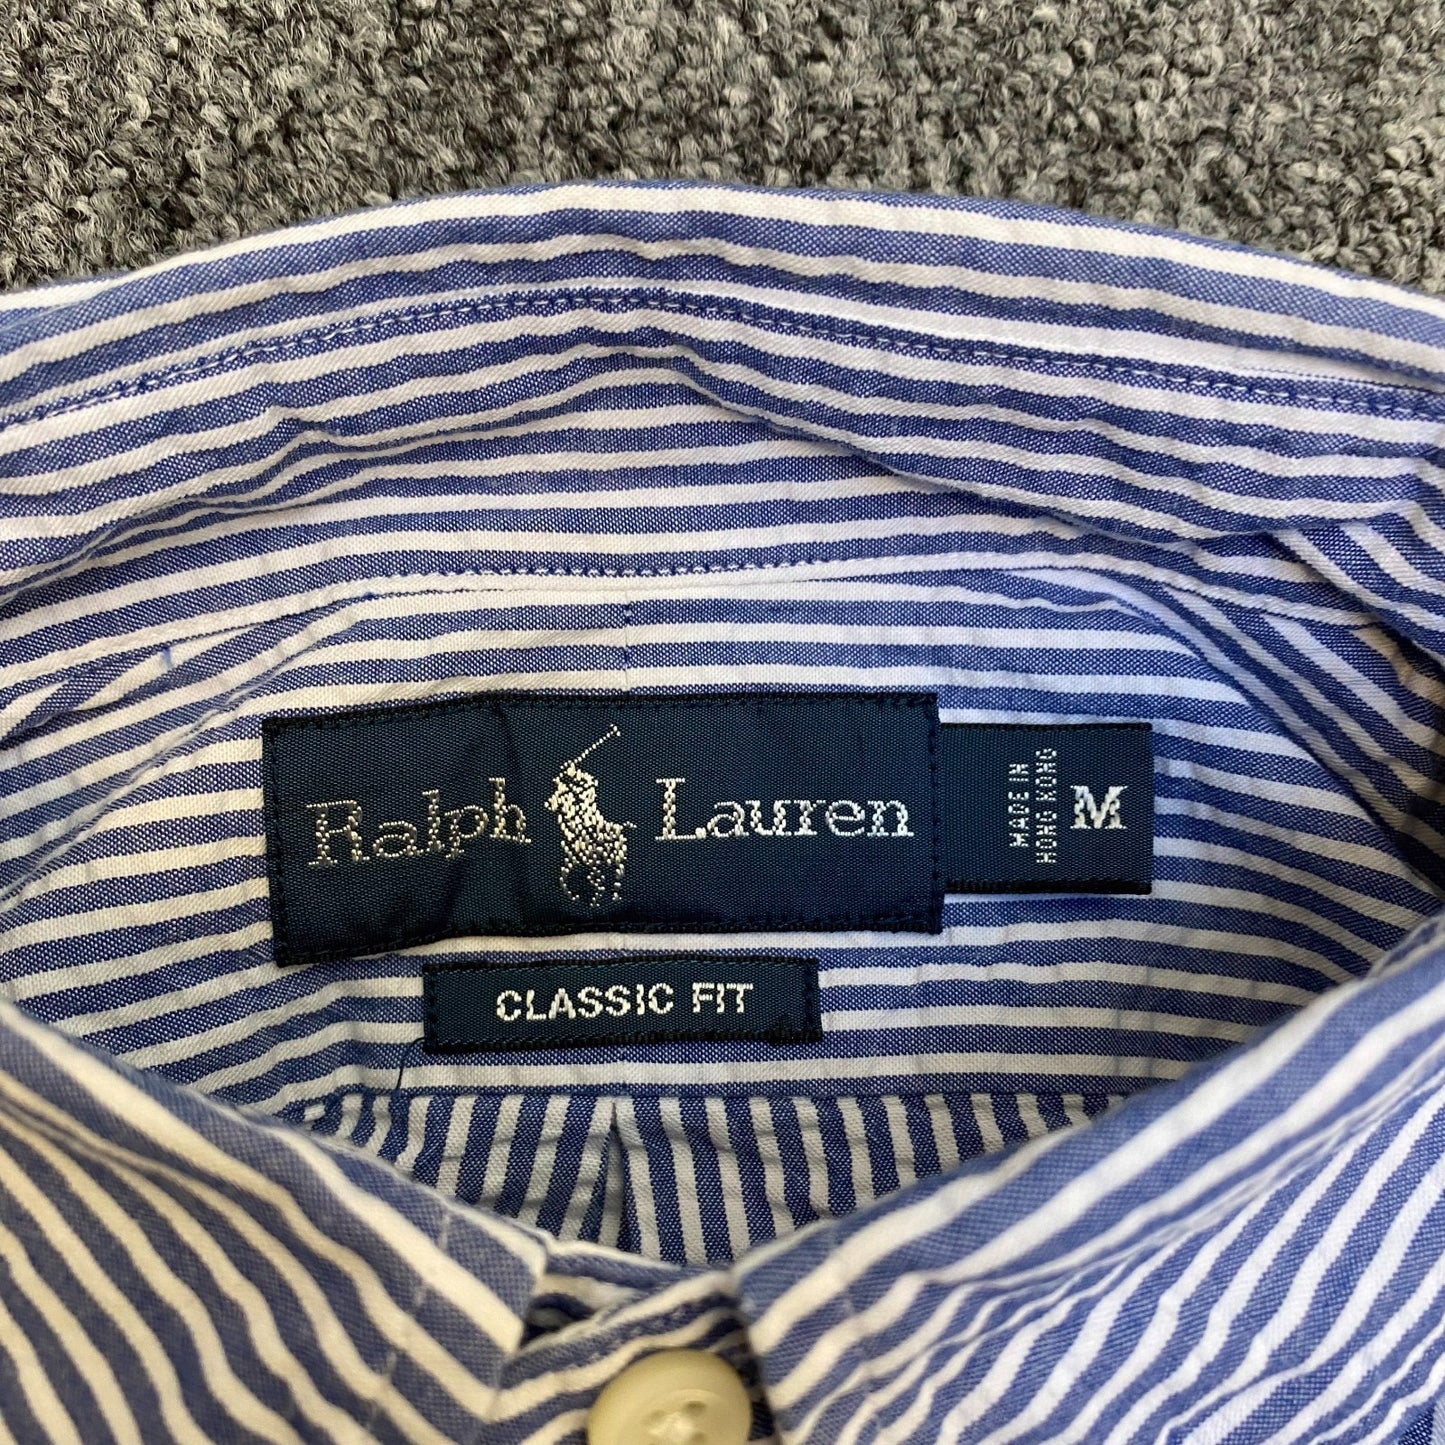 Ralph Lauren
MADE IN
HONG KONG
M
CLASSIC FIT